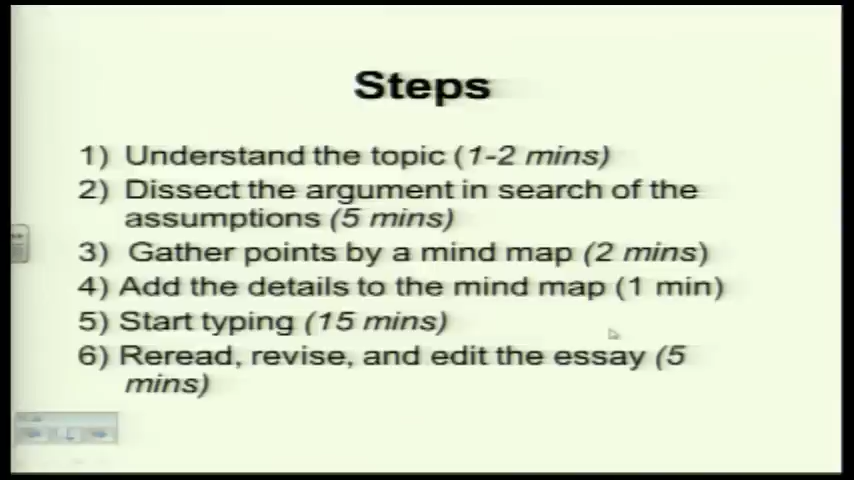 Steps
1) Understand the topic (1-2 mins)
2) Dissect the argument in search of the
assumptions (5 mins)
3) Gather points by a mind map (2 mins)
4) Add the details to the mind map (1 min)
5) Start typing (15 mins)
6) Reread, revise, and edit the essay (5
mins)